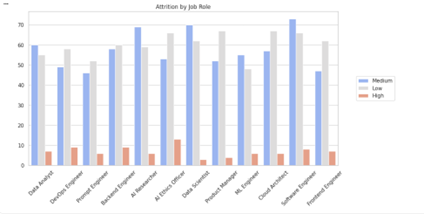 Attrition by Job Role
70
60
50
40
30
20
10
0
Medium
Low
High
Data Analyst
DevOps Engineer
Prompt Engineer
Backend Engineer
AI Researcher
AI Ethics Officer
Data Scientist
Product Manager
ML Engineer
Cloud Architect
Software Engineer
Frontend Engineer